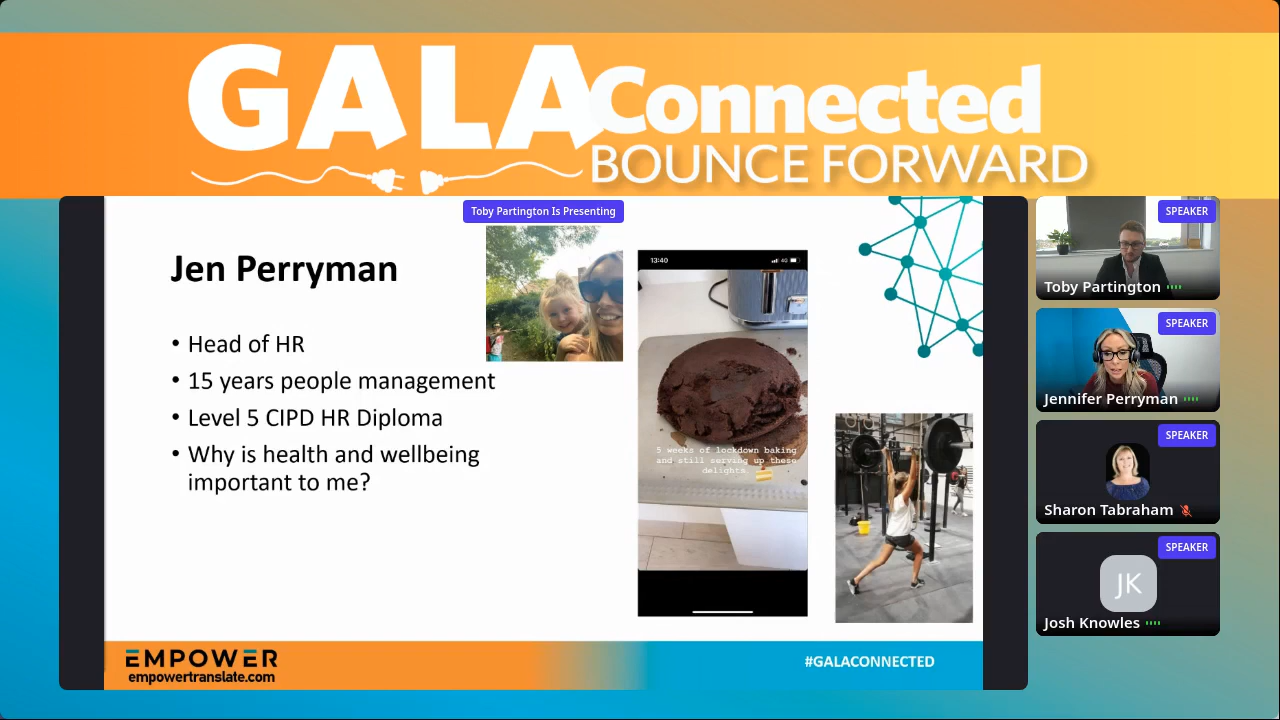 GALA Connected
BOUNCE FORWARD
Toby Partington Is Presenting
Jen Perryman
• Head of HR
• 15 years people management
• Level 5 CIPD HR Diploma
• Why is health and wellbeing
important to me?
13:40
4G
5 weeks of lockdown baking
and still serving up these
delights.
EMPOWER
empowertranslate.com
#GALACONNECTED
SPEAKER
Toby Partington
SPEAKER
Jennifer Perryman
SPEAKER
Sharon Tabraham
SPEAKER
JK
Josh Knowles